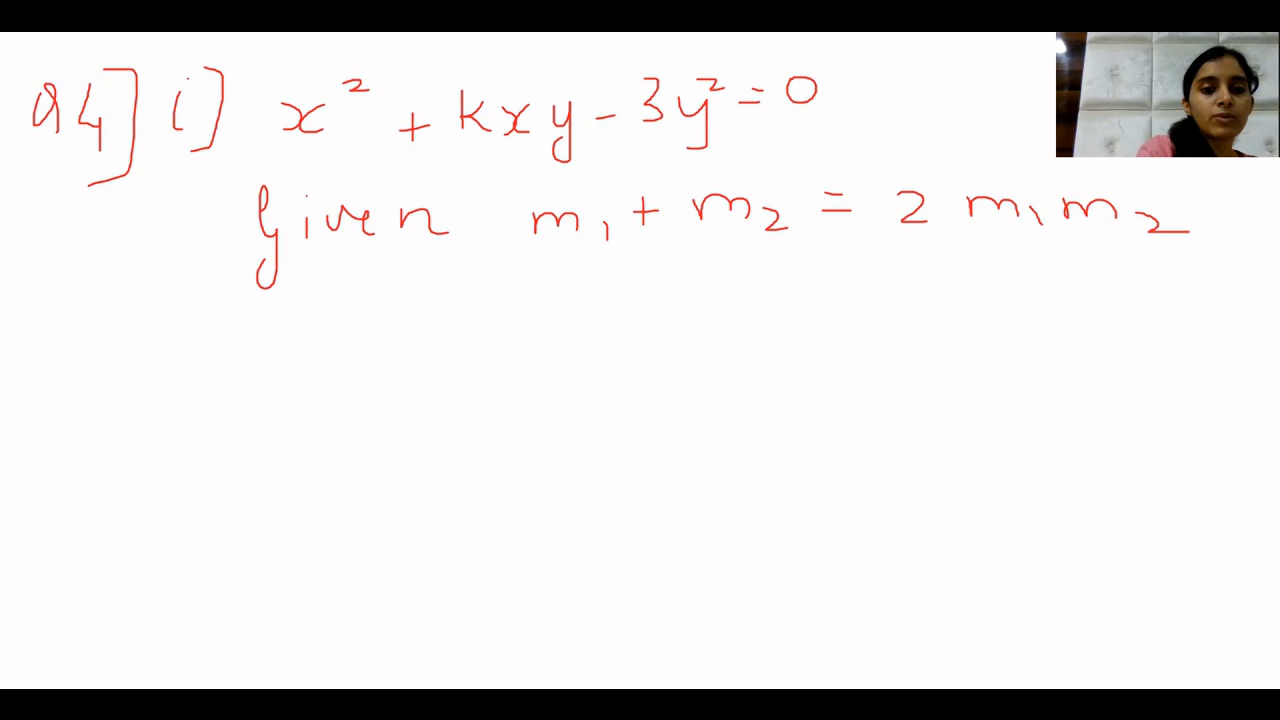 Q4] i] x² + kxy - 3y² = 0
Given m₁ + m₂ = 2 m₁m₂